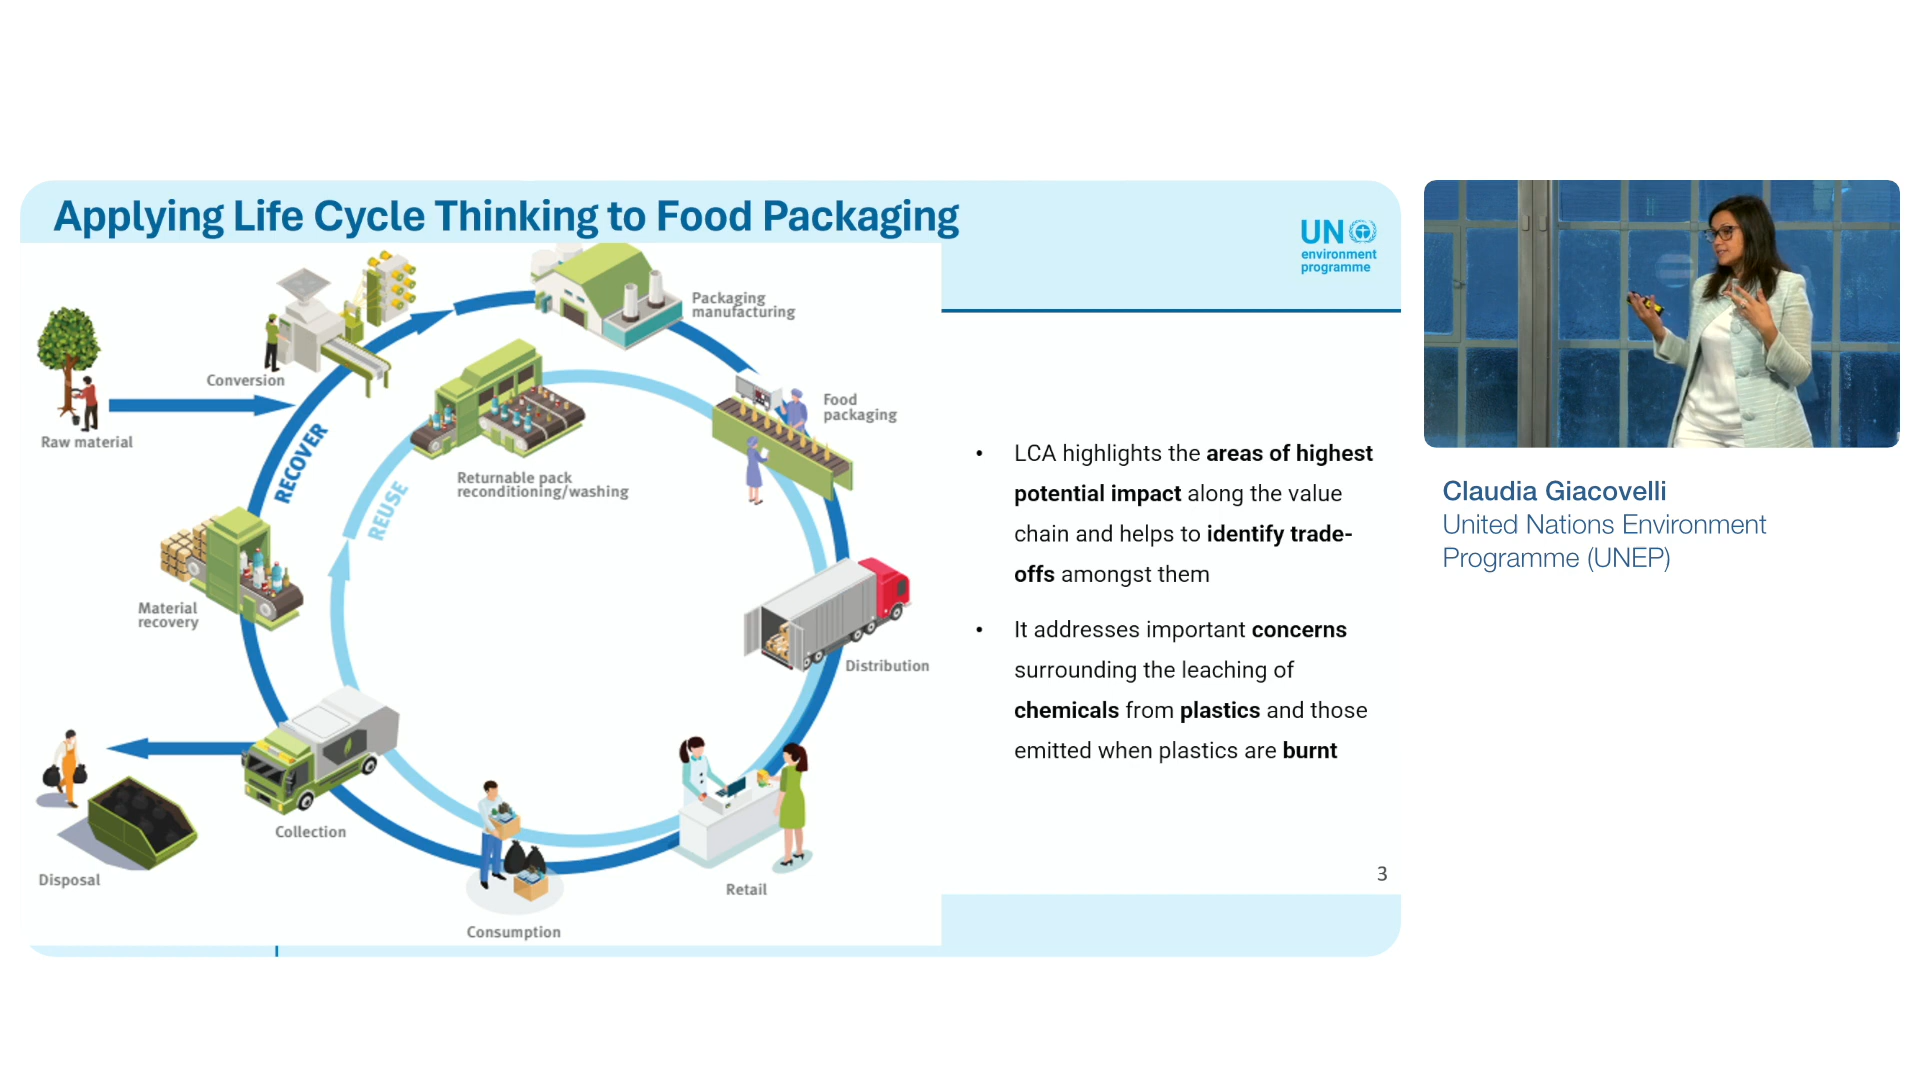 Applying Life Cycle Thinking to Food Packaging
UN
environment
programme
Packaging
manufacturing
Conversion
Food
packaging
Raw material
RECOVER
REUSE
Returnable pack
reconditioning/washing
Material
recovery
Distribution
Collection
Disposal
Retail
Consumption
• LCA highlights the areas of highest
potential impact along the value
chain and helps to identify trade-
offs amongst them
• It addresses important concerns
surrounding the leaching of
chemicals from plastics and those
emitted when plastics are burnt
3
Claudia Giacovelli
United Nations Environment
Programme (UNEP)